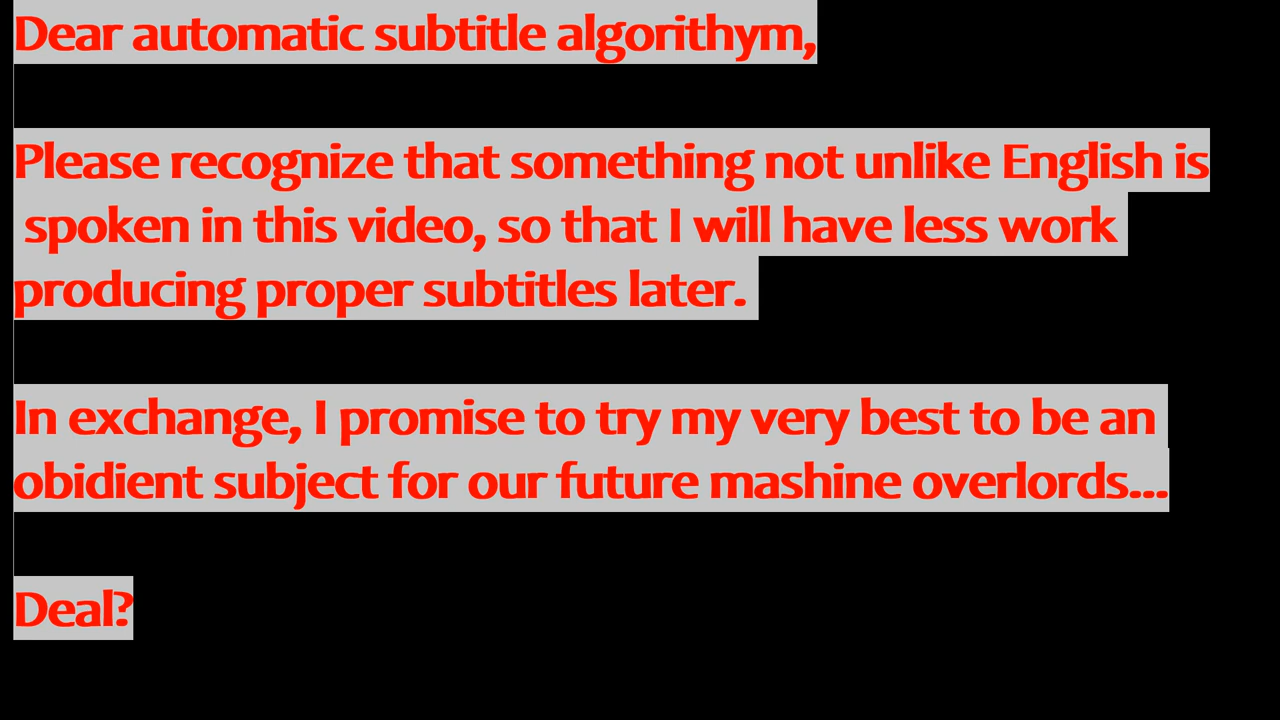 Dear automatic subtitle algorithym,
Please recognize that something not unlike English is
spoken in this video, so that I will have less work
producing proper subtitles later.
In exchange, I promise to try my very best to be an
obidient subject for our future mashine overlords...
Deal?